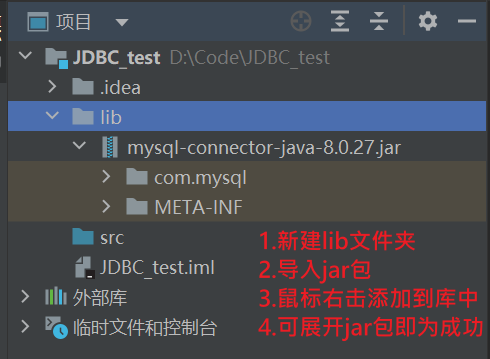 项目
JDBC_test D:\Code\JDBC_test
.idea
lib
mysql-connector-java-8.0.27.jar
com.mysql
META-INF
src
1.新建lib文件夹
JDBC_test.iml
2.导入jar包
外部库
3.鼠标右击添加到库中
临时文件和控制台
4.可展开jar包即为成功